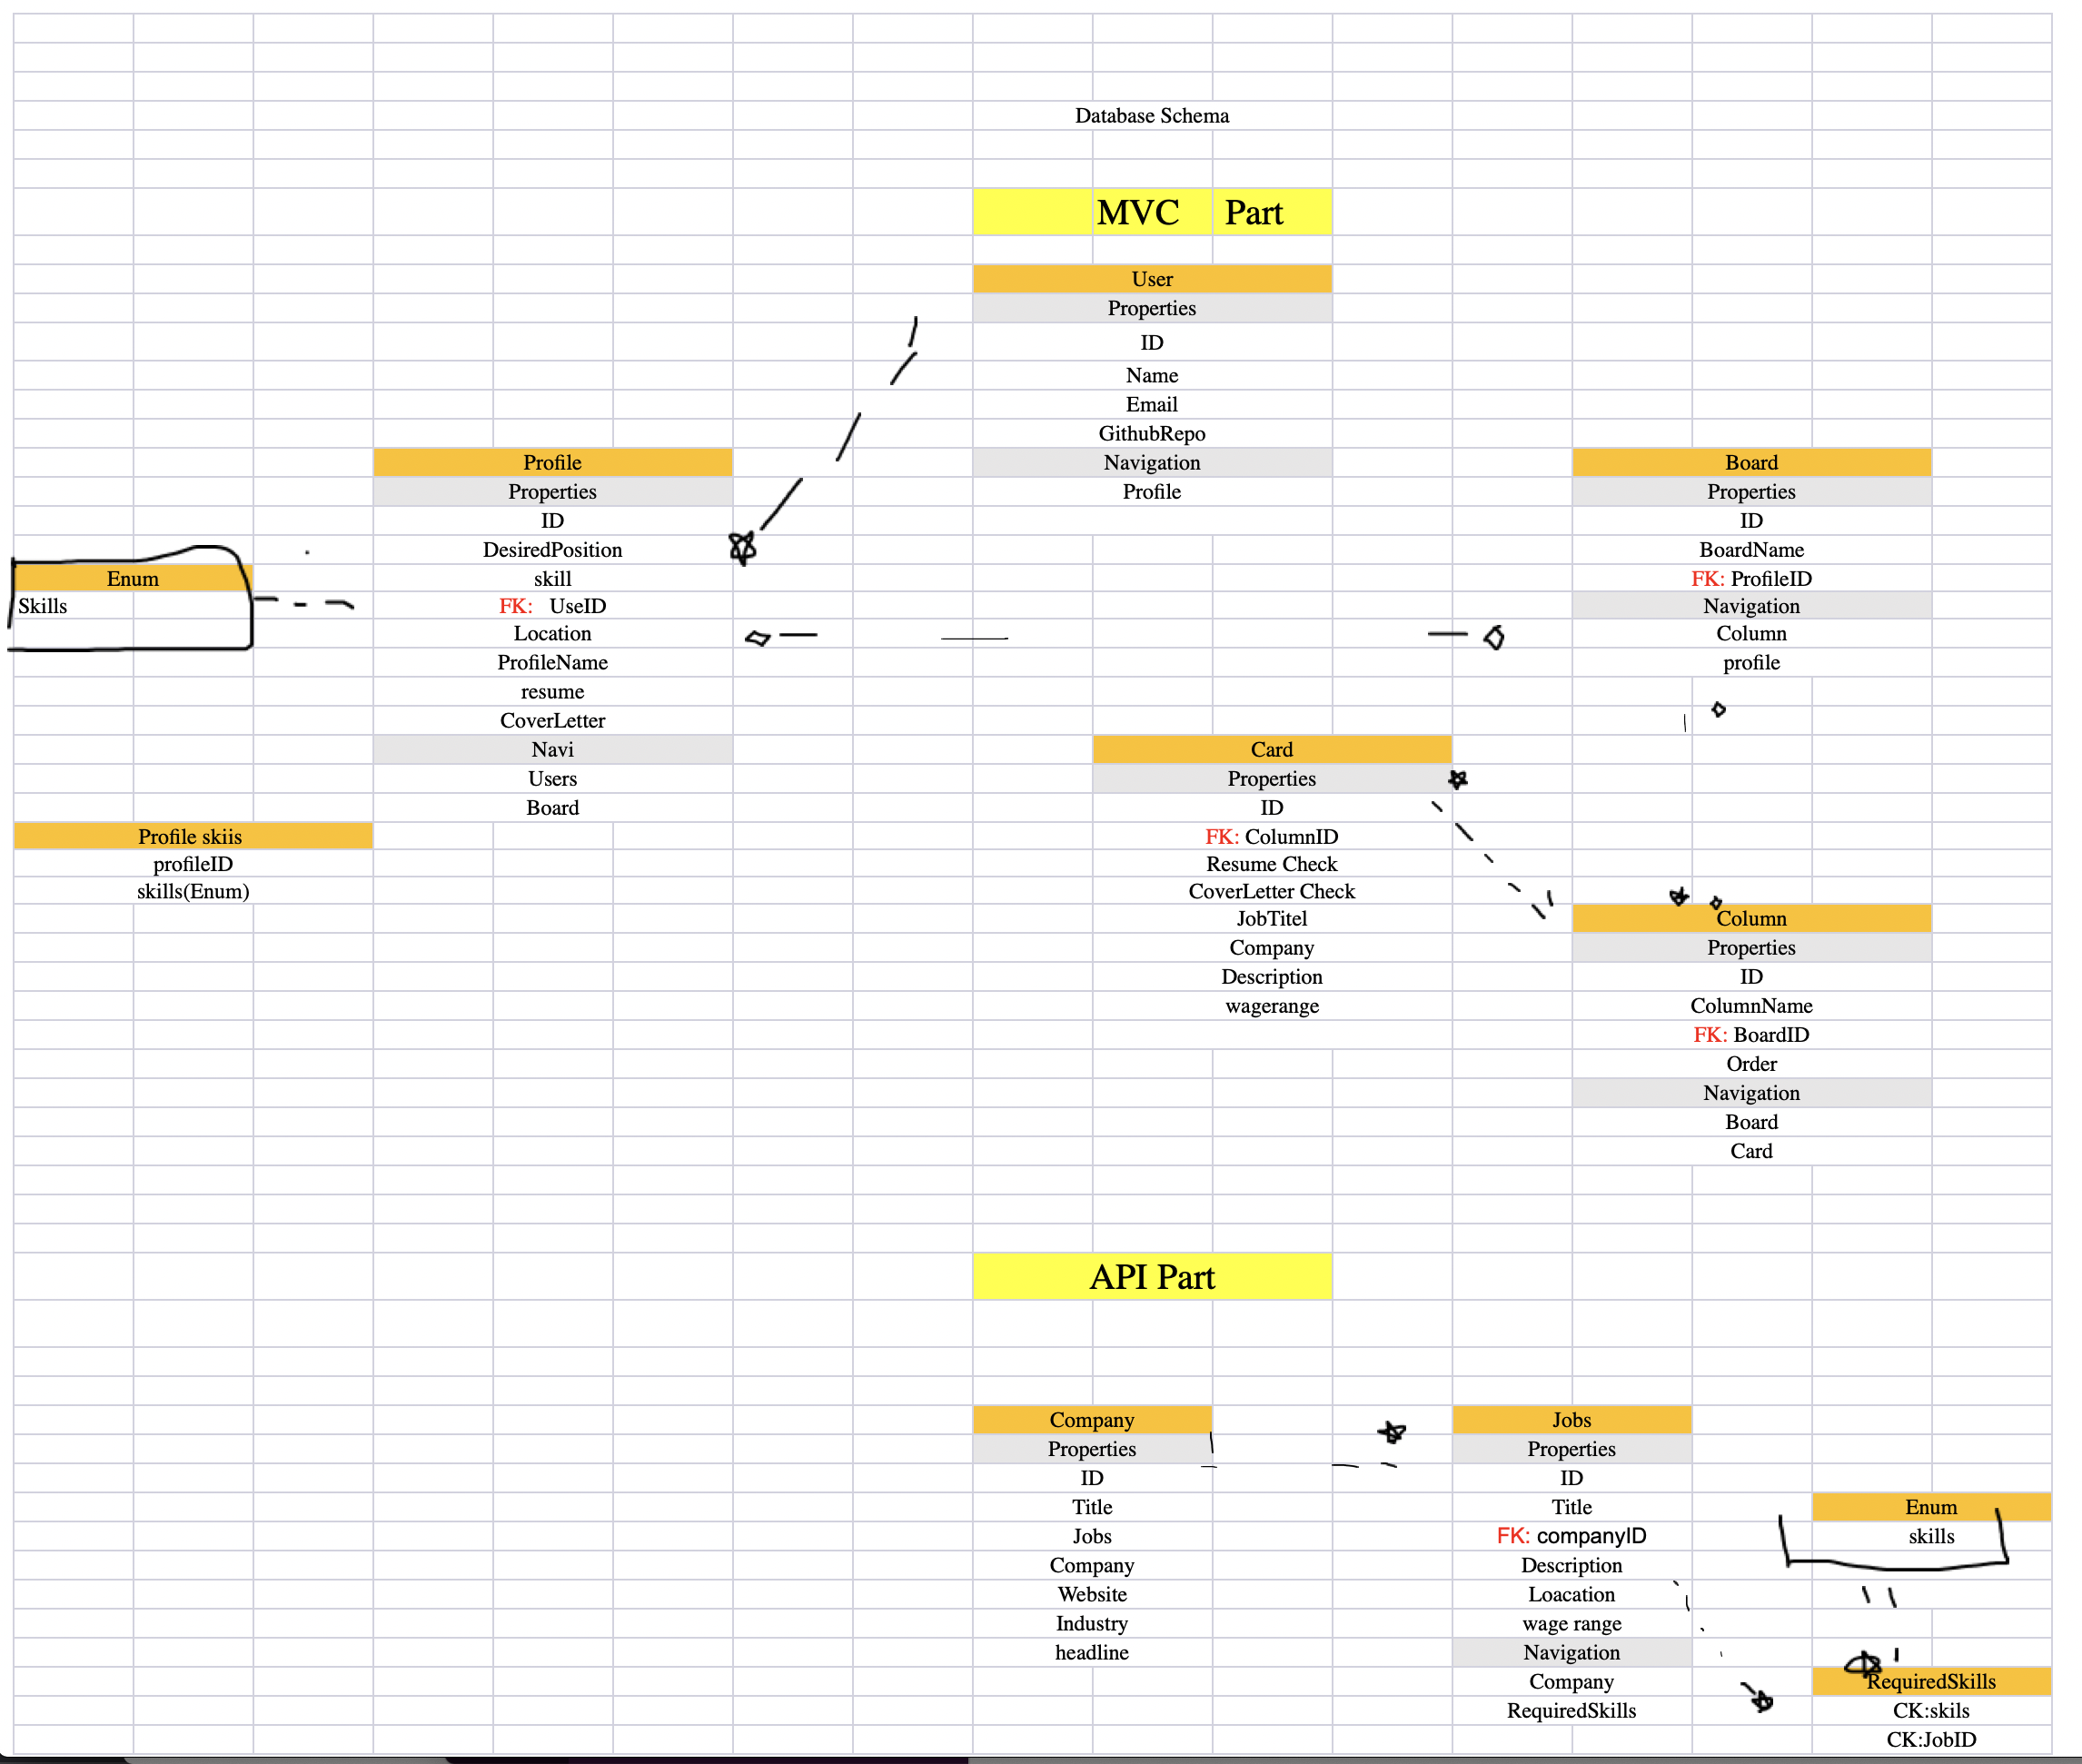 Database Schema
MVC Part
User
Properties
ID
Name
Email
GithubRepo
Navigation
Profile
Profile
Properties
ID
DesiredPosition
skill
FK: UseID
Location
ProfileName
resume
CoverLetter
Navi
Users
Board
Enum
Skills
Profile skiis
profileID
skills(Enum)
Board
Properties
ID
BoardName
FK: ProfileID
Navigation
Column
profile
Card
Properties
ID
FK: ColumnID
Resume Check
CoverLetter Check
JobTitel
Company
Description
wagerange
Column
Properties
ID
ColumnName
FK: BoardID
Order
Navigation
Board
Card
API Part
Company
Properties
ID
Title
Jobs
Company
Website
Industry
headline
Jobs
Properties
ID
Title
FK: companyID
Description
Loacation
wage range
Navigation
Company
RequiredSkills
Enum
skills
RequiredSkills
CK:skils
CK:JobID